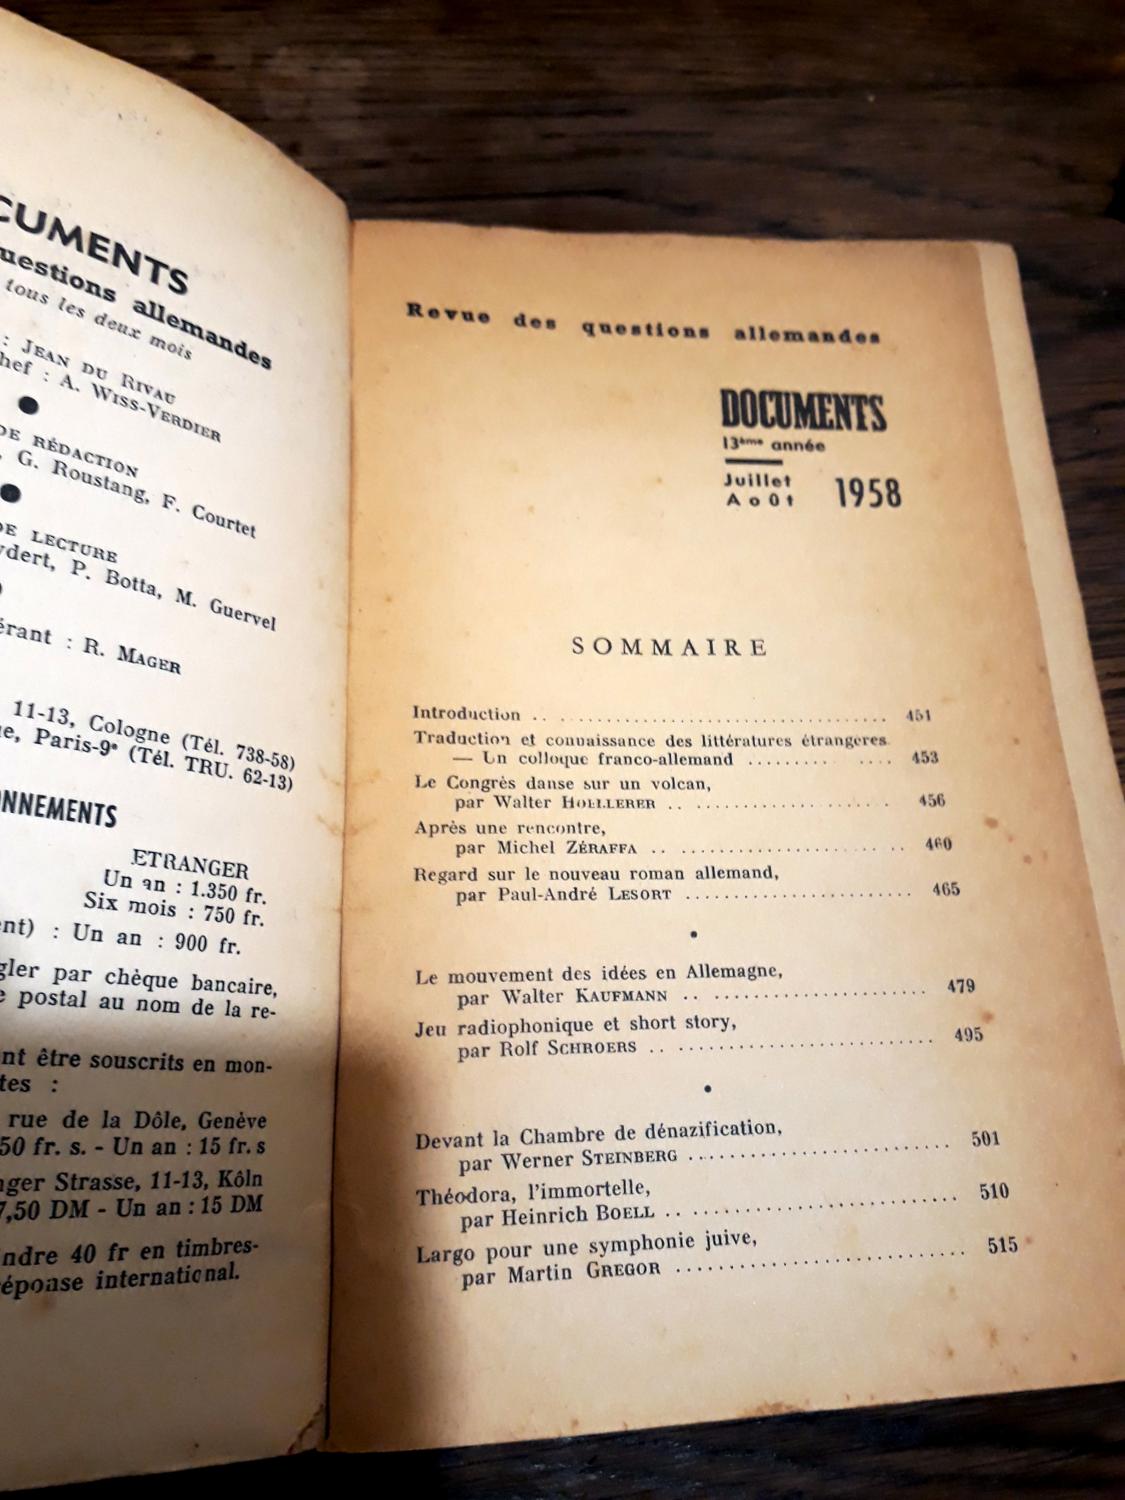 CUMENTS
uestions allemandes
tous les deux mois
: JEAN DU RIVAU
hef : A. WISS-VERDIER
DE RÉDACTION
, G. Roustang, F. Courtet
DE LECTURE
ydert, P. Botta, M. Guervel
érant : R. MAGER
11-13, Cologne (Tél. 738-58)
ue, Paris-9e (Tél. TRU. 62-13)
NNEMENTS
ETRANGER
Un an : 1.350 fr.
Six mois : 750 fr.
ent) : Un an : 900 fr.
gler par chèque bancaire,
e postal au nom de la re-
nt être souscrits en mon-
tes :
rue de la Dôle, Genève
50 fr. s. - Un an : 15 fr. s
ger Strasse, 11-13, Köln
7,50 DM - Un an : 15 DM
ndre 40 fr en timbres-
éponse international.
Revue des questions allemandes
DOCUMENTS
13ème année
Juillet
Août 1958
SOMMAIRE
Introduction .. .......................... 451
Traduction et connaissance des littératures étrangères
— Un colloque franco-allemand ......... .... 453
Le Congrès danse sur un volcan,
par Walter HOLLLERER .. .................... 456
Après une rencontre,
par Michel ZÉRAFFA .. ..................... 460
Regard sur le nouveau roman allemand,
par Paul-André LESORT ..................... 465
•
Le mouvement des idées en Allemagne,
par Walter KAUFMANN .. .................... 479
Jeu radiophonique et short story,
par Rolf SCHROERS .. ....................... 495
•
Devant la Chambre de dénazification,
par Werner STEINBERG ....................... 501
Théodora, l'immortelle,
par Heinrich BOELL .. ....................... 510
Largo pour une symphonie juive,
par Martin GREGOR ......................... 515